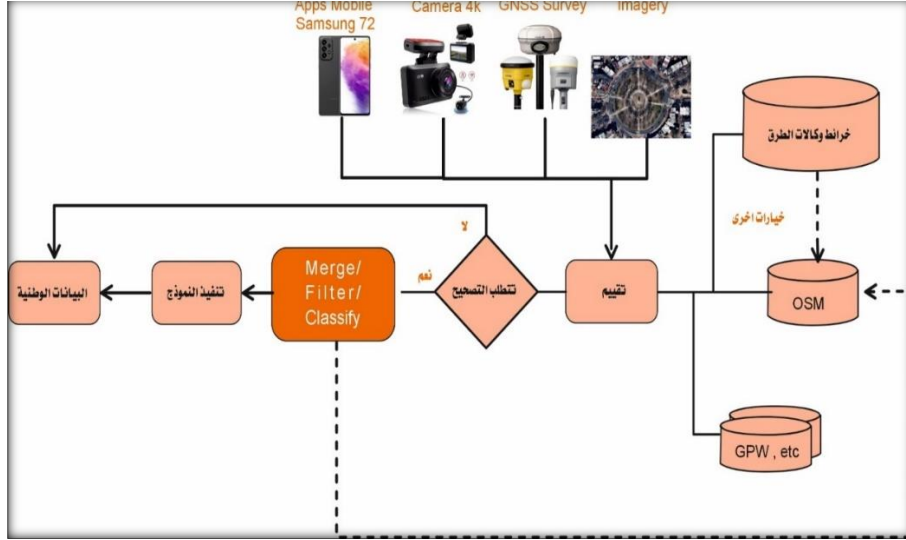 Apps Mobile
Samsung 72
Camera 4k
GNSS Survey
Imagery
خرائط وكالات الطرق
خيارات اخرى
لا
نعم
Merge/
Filter/
Classify
تتطلب التصحيح
تقييم
OSM
تنفيذ النموذج
البيانات الوطنية
GPW , etc